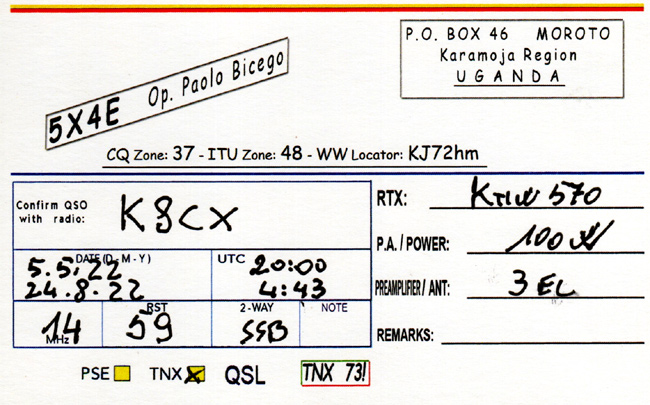 P.O. BOX 46 MOROTO
Karamoja Region
UGANDA
5X4E Op. Paolo Bicego
CQ Zone: 37 - ITU Zone: 48 - WW Locator: KJ72hm
Confirm QSO
with radio:
K8CX
RTX: 570
P.A./POWER: 100 W
PREAMPLIFIER/ANT: 3 EL
REMARKS:
DATE (D - M - Y)
5.5.22
24.8.22
UTC 20:00
4:43
14
MHz
RST
59
2-WAY
SSB
NOTE
PSE TNX QSL TNX 73!